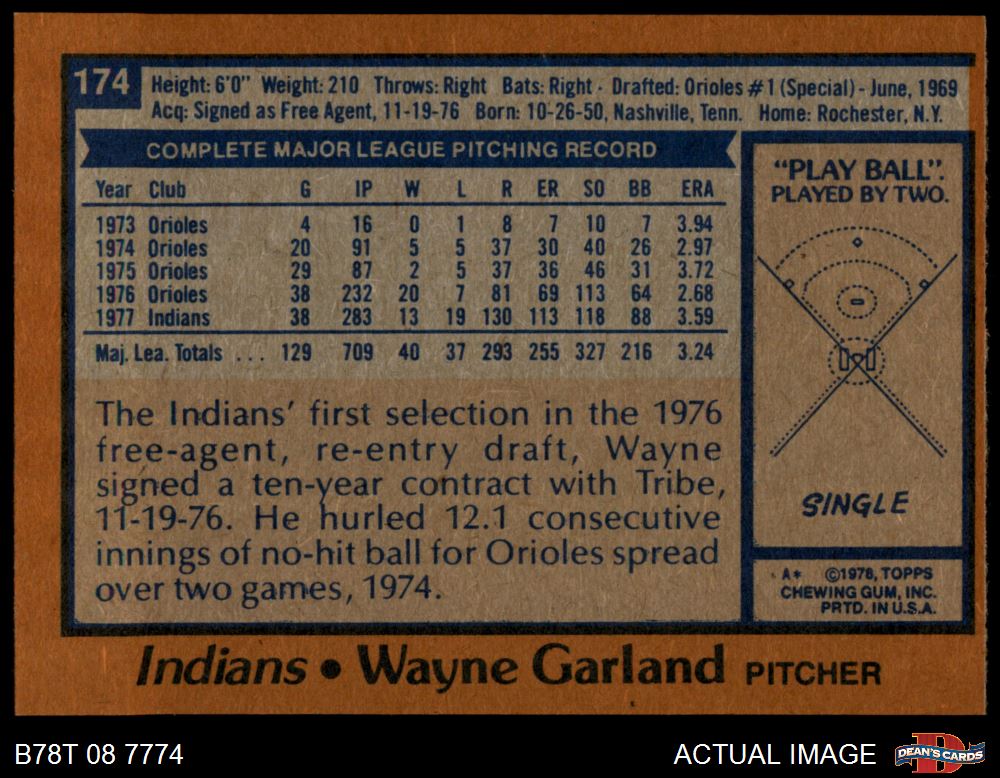 174
Height: 6'0" Weight: 210 Throws: Right Bats: Right - Drafted: Orioles #1 (Special) - June, 1969
Acq: Signed as Free Agent, 11-19-76 Born: 10-26-50, Nashville, Tenn. Home: Rochester, N.Y.
COMPLETE MAJOR LEAGUE PITCHING RECORD
Year Club G IP W L R ER SO BB ERA
1973 Orioles 4 16 0 1 8 7 10 7 3.94
1974 Orioles 20 91 5 5 37 30 40 26 2.97
1975 Orioles 29 87 2 5 37 36 46 31 3.72
1976 Orioles 38 232 20 7 81 69 113 64 2.68
1977 Indians 38 283 13 19 130 113 118 88 3.59
Maj. Lea. Totals ... 129 709 40 37 293 255 327 216 3.24
The Indians' first selection in the 1976
free-agent, re-entry draft, Wayne
signed a ten-year contract with Tribe,
11-19-76. He hurled 12.1 consecutive
innings of no-hit ball for Orioles spread
over two games, 1974.
"PLAY BALL".
PLAYED BY TWO.
SINGLE
A* ©1978, TOPPS
CHEWING GUM, INC.
PRTD. IN U.S.A.
Indians • Wayne Garland PITCHER
B78T 08 7774
ACTUAL IMAGE
DEAN'S CARDS